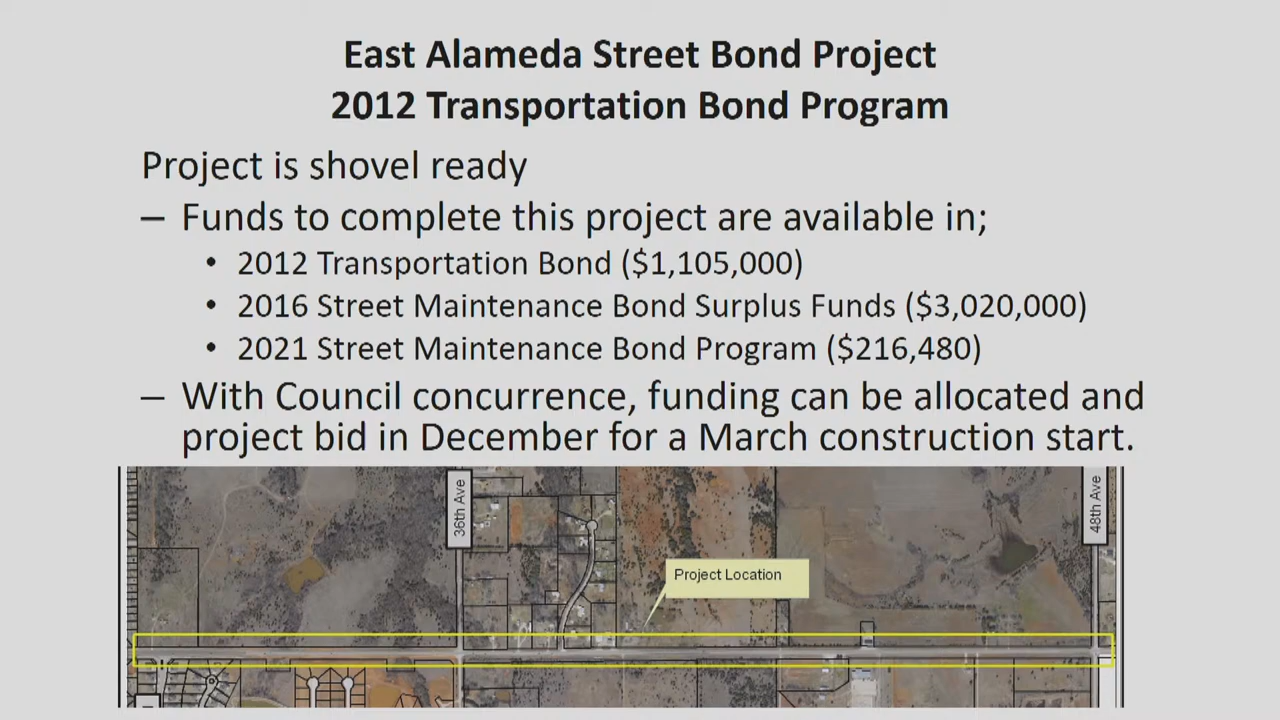 East Alameda Street Bond Project
2012 Transportation Bond Program
Project is shovel ready
– Funds to complete this project are available in;
• 2012 Transportation Bond ($1,105,000)
• 2016 Street Maintenance Bond Surplus Funds ($3,020,000)
• 2021 Street Maintenance Bond Program ($216,480)
– With Council concurrence, funding can be allocated and
project bid in December for a March construction start.
36th Ave
48th Ave
Project Location